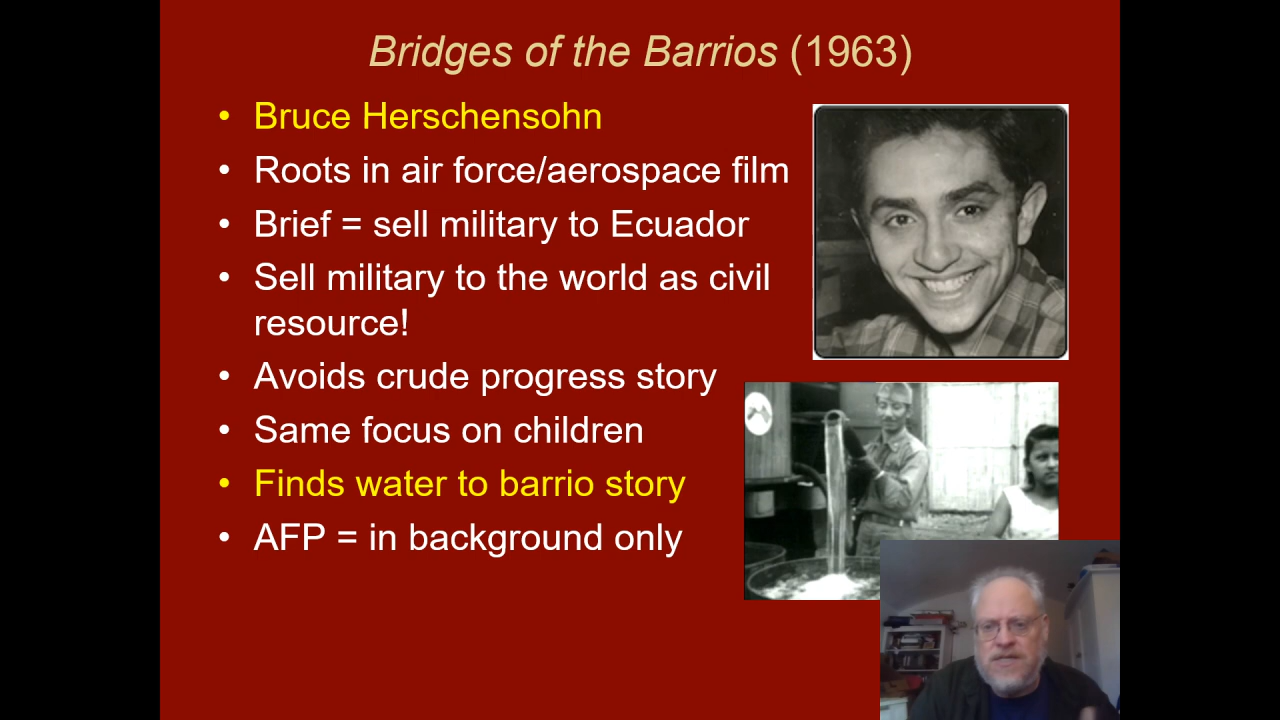 Bridges of the Barrios (1963)
• Bruce Herschensohn
• Roots in air force/aerospace film
• Brief = sell military to Ecuador
• Sell military to the world as civil
resource!
• Avoids crude progress story
• Same focus on children
• Finds water to barrio story
• AFP = in background only